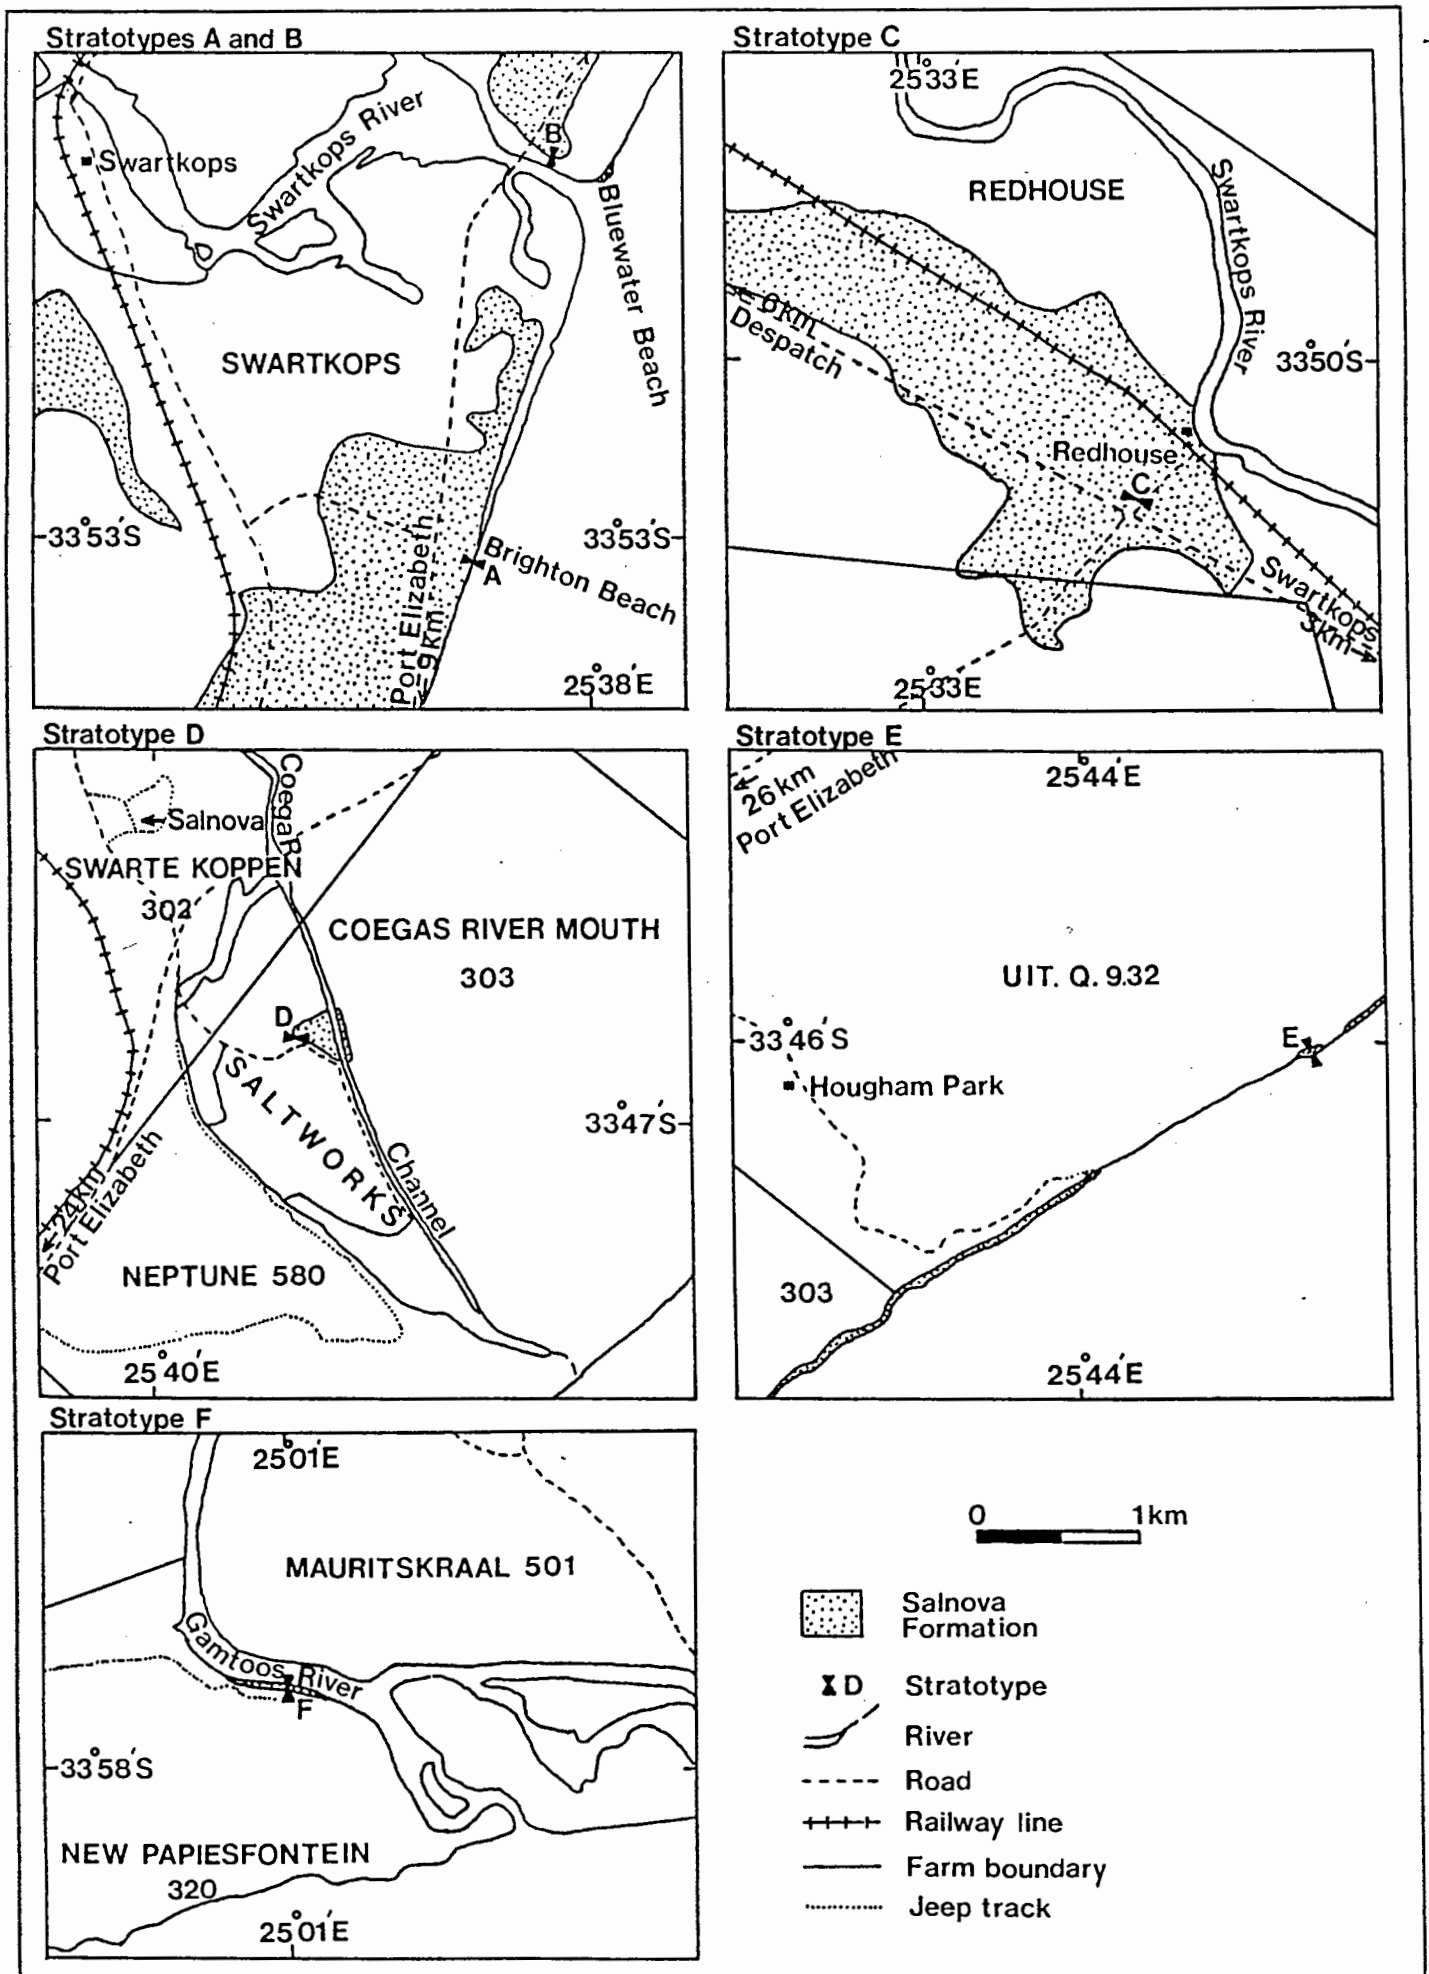 Stratotypes A and B
Swartkops
Swartkops River
B
Bluewater Beach
SWARTKOPS
33°53'S
33°53'S
Brighton Beach
A
Port Elizabeth
← 9km
25°38'E
Stratotype C
25°33'E
REDHOUSE
Swartkops River
← 6km
Despatch
33°50'S
Redhouse
C
Swartkops
3km →
25°33'E
Stratotype D
Coega R
Salnova
SWARTE KOPPEN
302
COEGAS RIVER MOUTH
303
D
SALTWORKS
33°47'S
Channel
← 24km
Port Elizabeth
NEPTUNE 580
25°40'E
Stratotype E
26km
Port Elizabeth
25°44'E
UIT. Q. 9.32
33°46'S
E
Hougham Park
303
25°44'E
Stratotype F
25°01'E
MAURITSKRAAL 501
Gamtoos River
F
33°58'S
NEW PAPIESFONTEIN
320
25°01'E
0 1km
Salnova
Formation
D Stratotype
River
Road
Railway line
Farm boundary
Jeep track